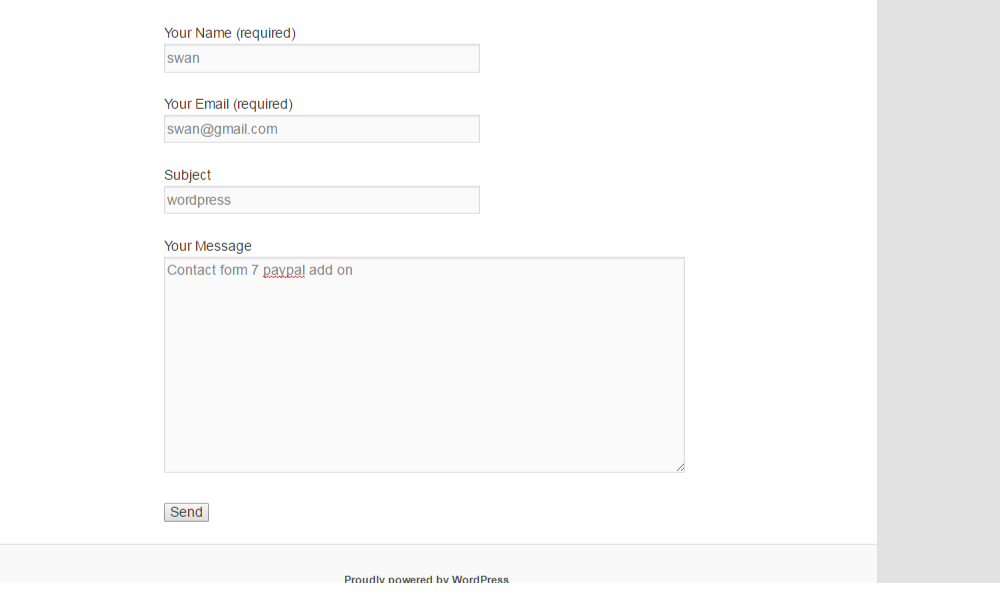 Your Name (required)
swan
Your Email (required)
swan@gmail.com
Subject
wordpress
Your Message
Contact form 7 paypal add on
Send
Proudly powered by WordPress